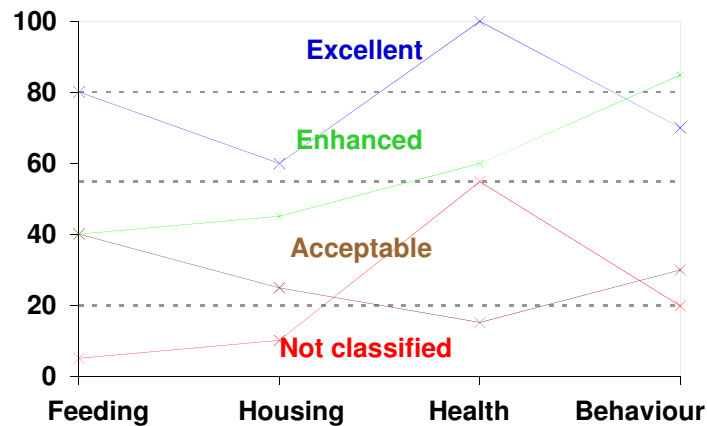 100
Excellent
80
Enhanced
60
40
Acceptable
20
Not classified
0
Feeding Housing Health Behaviour